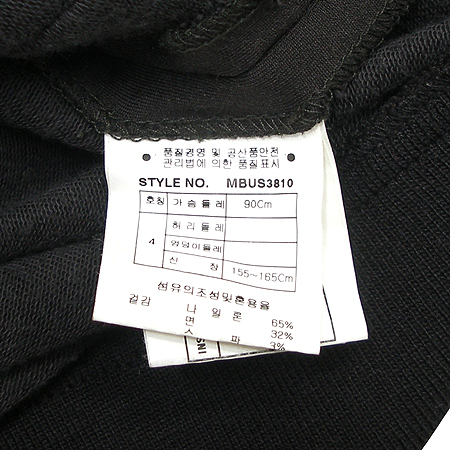 품질경영 및 공산품안전
관리법에 의한 품질표시
STYLE NO. MBUS3810
호칭 가슴둘레 90Cm
허리둘레
4 엉덩이둘레
신장 155~165Cm
섬유의조성및혼용율
겉감 나일론 65%
면 32%
스파 3%
INS